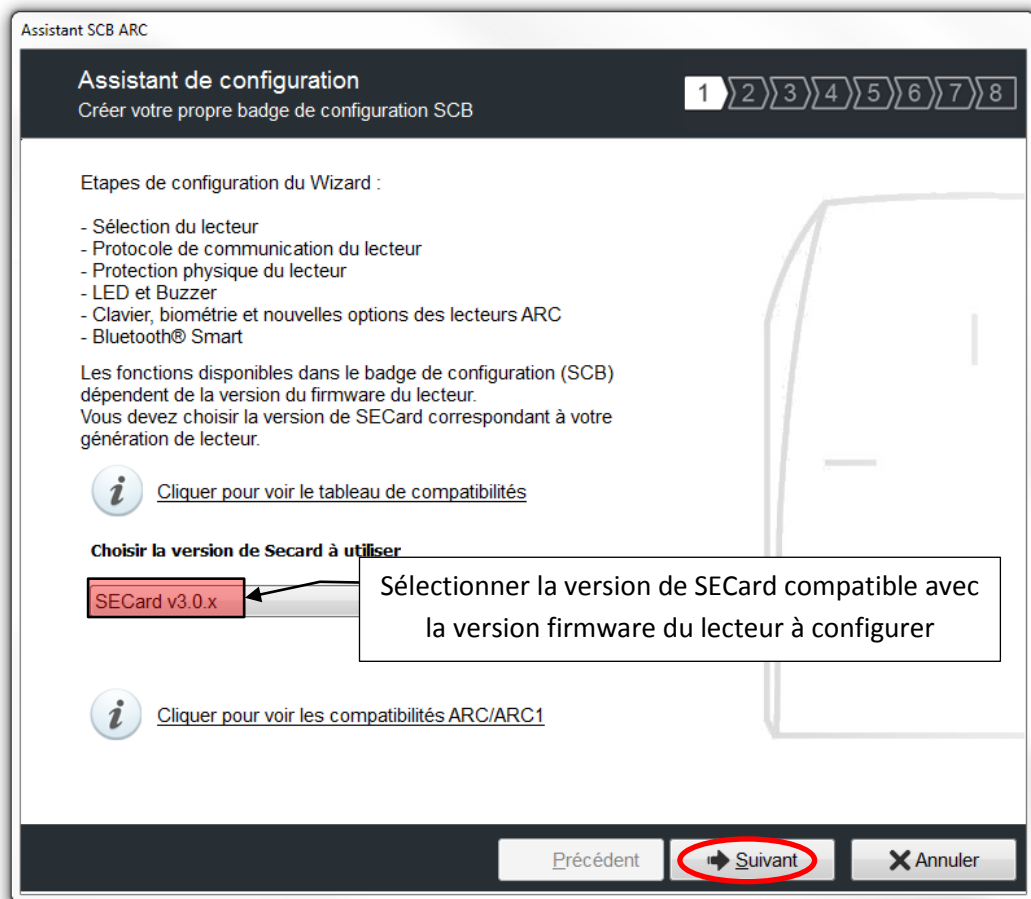 Assistant SCB ARC
Assistant de configuration
Créer votre propre badge de configuration SCB
1 2 3 4 5 6 7 8
Etapes de configuration du Wizard :
- Sélection du lecteur
- Protocole de communication du lecteur
- Protection physique du lecteur
- LED et Buzzer
- Clavier, biométrie et nouvelles options des lecteurs ARC
- Bluetooth® Smart
Les fonctions disponibles dans le badge de configuration (SCB)
dépendent de la version du firmware du lecteur.
Vous devez choisir la version de SECard correspondant à votre
génération de lecteur.
i
Cliquer pour voir le tableau de compatibilités
Choisir la version de Secard à utiliser
SECard v3.0.x
Sélectionner la version de SECard compatible avec
la version firmware du lecteur à configurer
i
Cliquer pour voir les compatibilités ARC/ARC1
Précédent
Suivant
Annuler